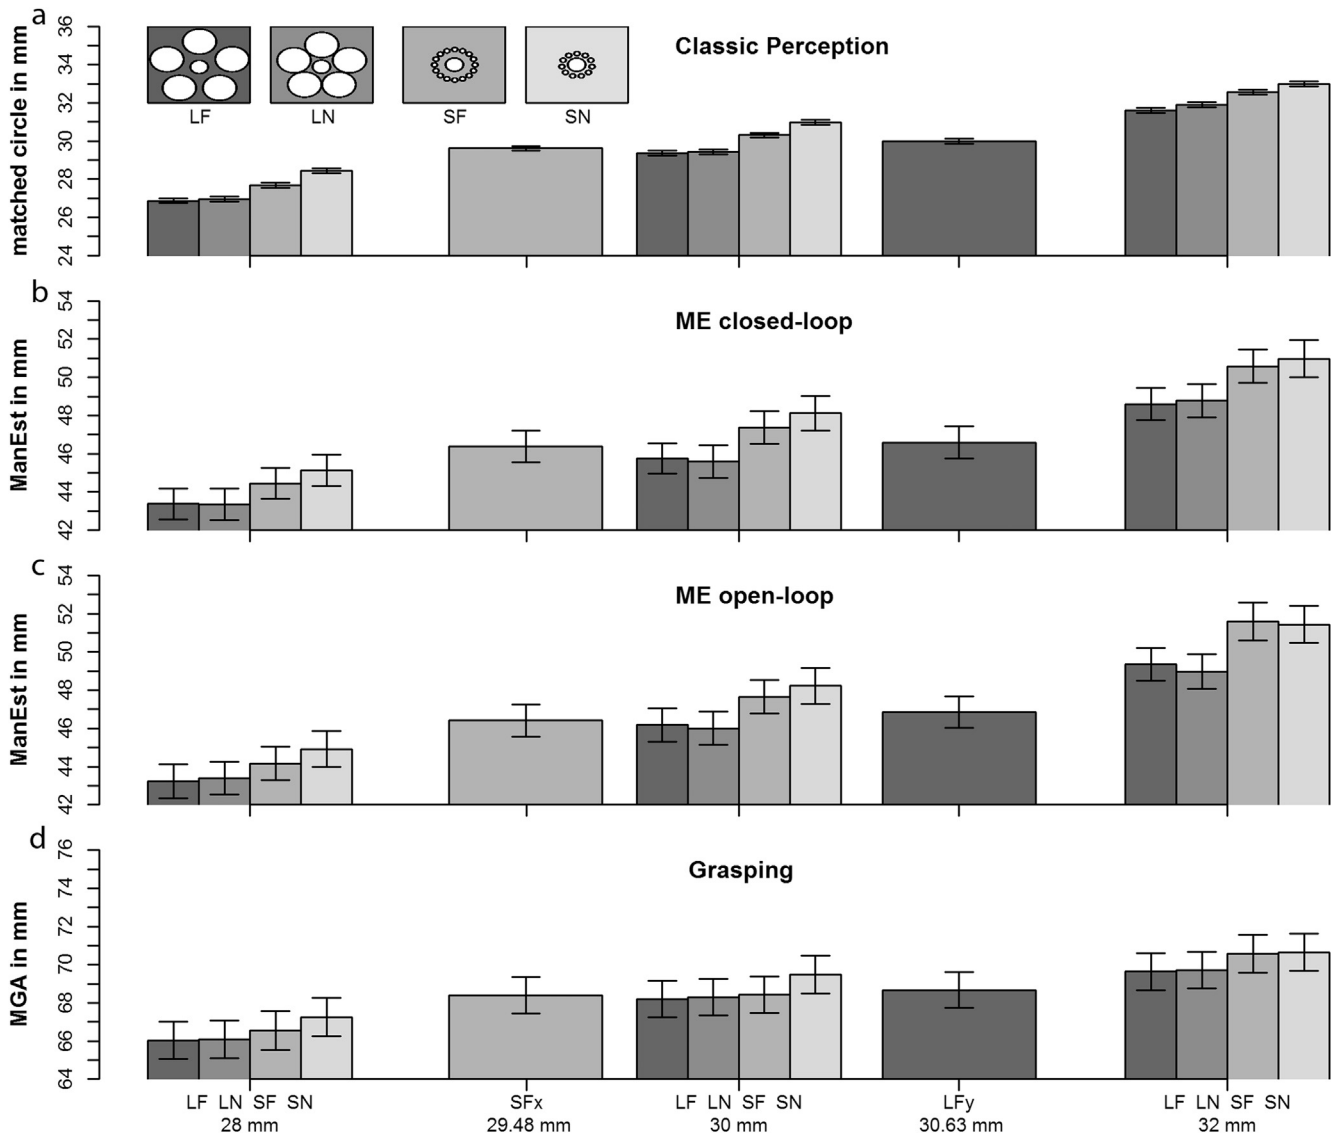 a
matched circle in mm
36
34
32
30
28
26
24
LF
LN
SF
SN
Classic Perception
b
ManEst in mm
54
52
50
48
46
44
42
ME closed-loop
c
ManEst in mm
54
52
50
48
46
44
42
ME open-loop
d
MGA in mm
76
74
72
70
68
66
64
Grasping
LF LN SF SN
28 mm
SFx
29.48 mm
LF LN SF SN
30 mm
LFy
30.63 mm
LF LN SF SN
32 mm